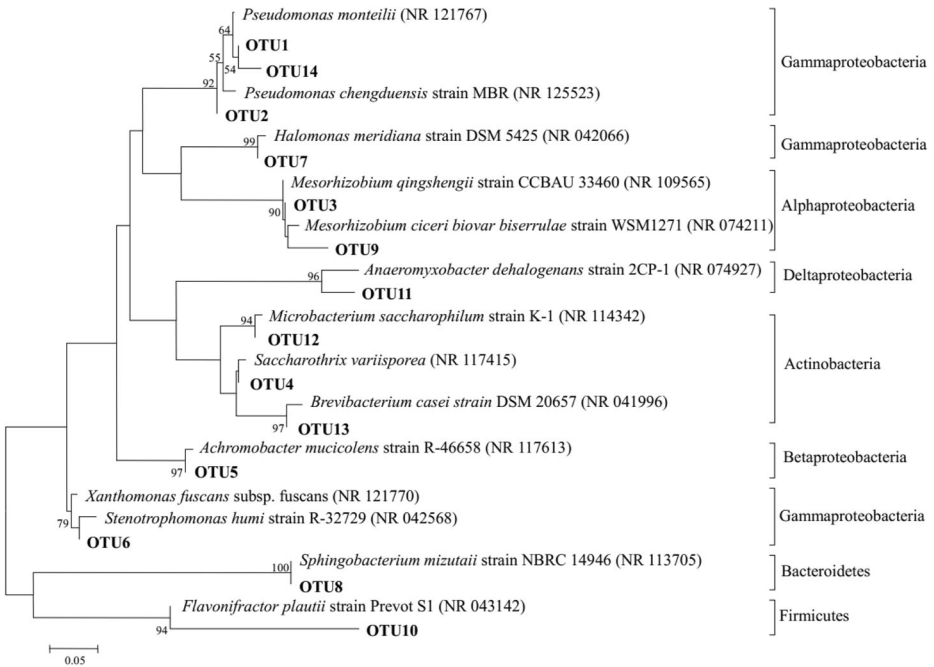 Pseudomonas monteilii (NR 121767)
64
OTU1
55
54
OTU14
Gammaproteobacteria
92
Pseudomonas chengduensis strain MBR (NR 125523)
OTU2
Halomonas meridiana strain DSM 5425 (NR 042066)
99
Gammaproteobacteria
OTU7
Mesorhizobium qingshengii strain CCBAU 33460 (NR 109565)
90
OTU3
Alphaproteobacteria
Mesorhizobium ciceri biovar biserrulae strain WSM1271 (NR 074211)
OTU9
Anaeromyxobacter dehalogenans strain 2CP-1 (NR 074927)
96
Deltaproteobacteria
OTU11
Microbacterium saccharophilum strain K-1 (NR 114342)
94
OTU12
Saccharothrix variisporea (NR 117415)
Actinobacteria
OTU4
Brevibacterium casei strain DSM 20657 (NR 041996)
97
OTU13
Achromobacter mucicolens strain R-46658 (NR 117613)
Betaproteobacteria
97
OTU5
Xanthomonas fuscans subsp. fuscans (NR 121770)
Stenotrophomonas humi strain R-32729 (NR 042568)
Gammaproteobacteria
79
OTU6
Sphingobacterium mizutaii strain NBRC 14946 (NR 113705)
100
Bacteroidetes
OTU8
Flavonifractor plautii strain Prevot S1 (NR 043142)
Firmicutes
94
OTU10
0.05